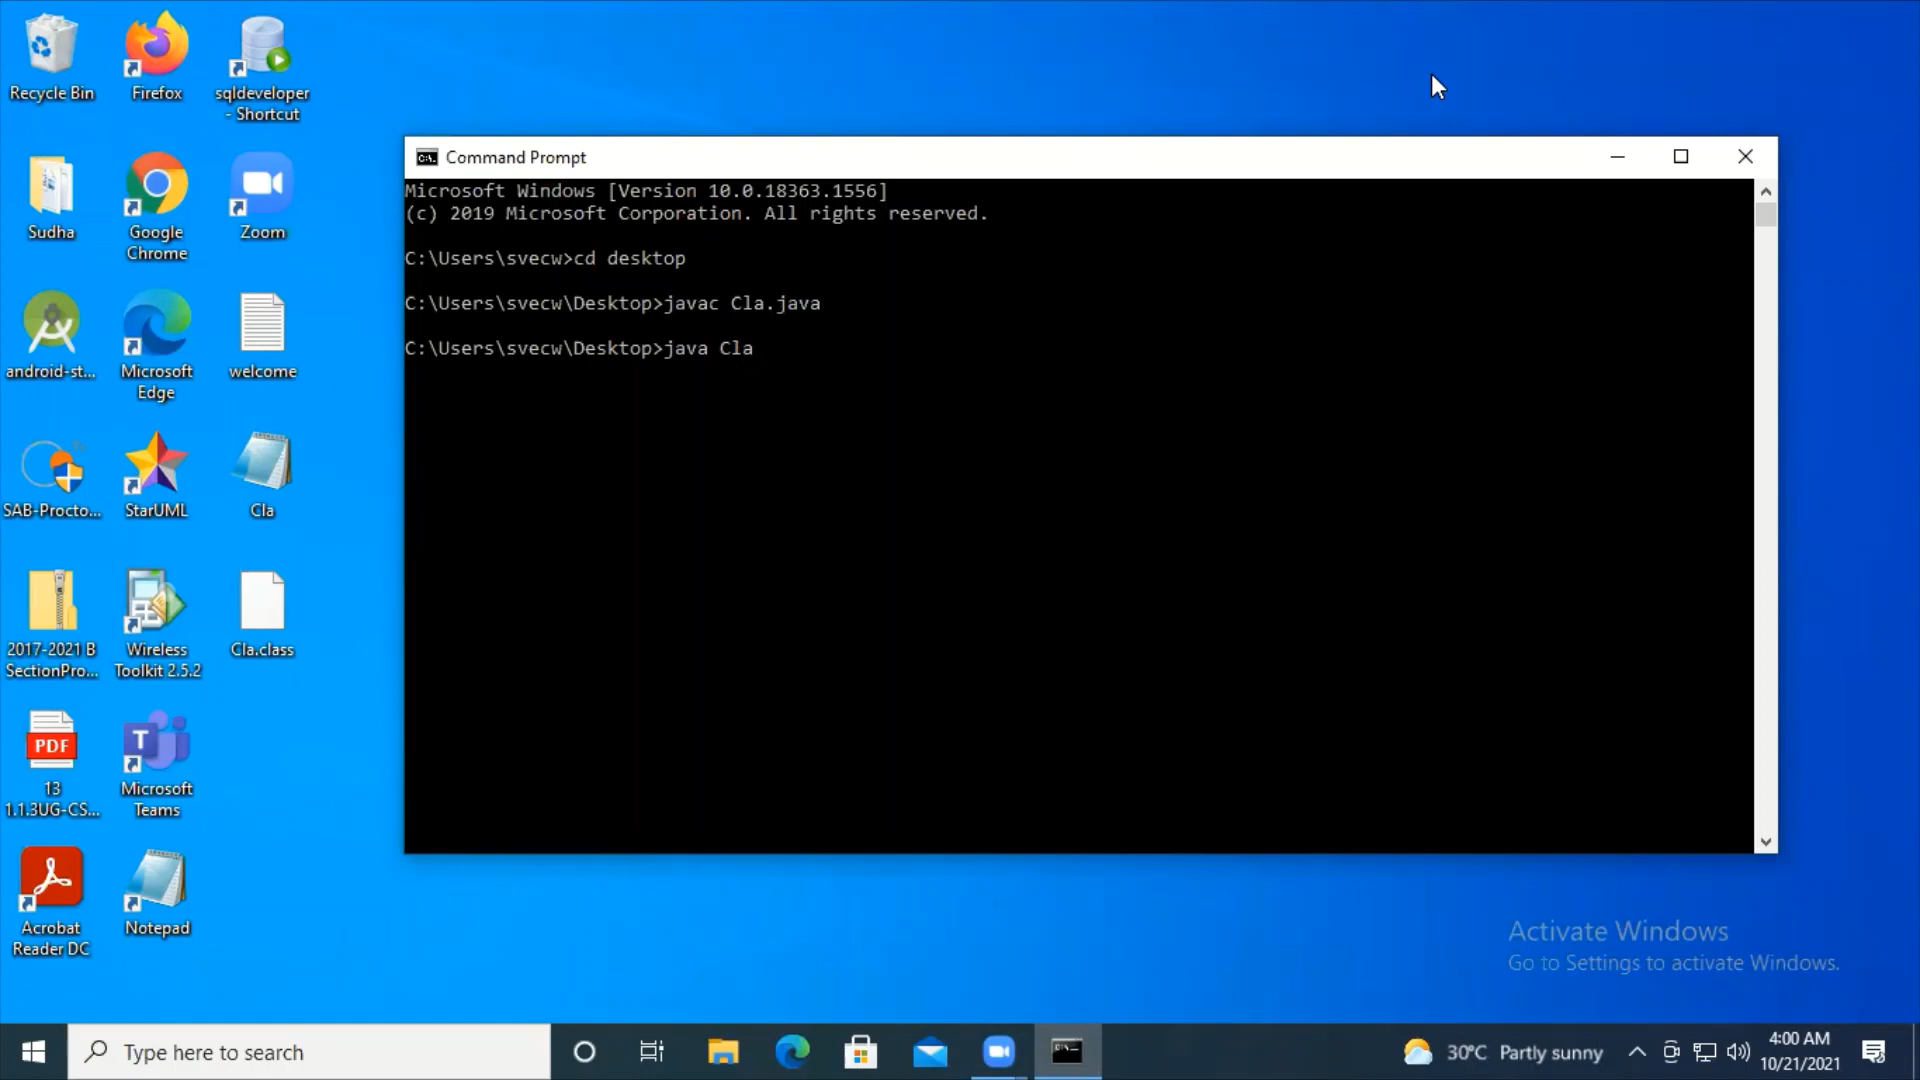 Recycle Bin
Firefox
sqldeveloper
- Shortcut
Sudha
Google
Chrome
Zoom
android-st...
Microsoft
Edge
welcome
SAB-Procto...
StarUML
Cla
2017-2021 B
SectionPro...
Wireless
Toolkit 2.5.2
Cla.class
PDF
13
1.1.3UG-CS...
T
Microsoft
Teams
Acrobat
Reader DC
Notepad
C:\. Command Prompt
Microsoft Windows [Version 10.0.18363.1556]
(c) 2019 Microsoft Corporation. All rights reserved.
C:\Users\svecw>cd desktop
C:\Users\svecw\Desktop>javac Cla.java
C:\Users\svecw\Desktop>java Cla
Activate Windows
Go to Settings to activate Windows.
Type here to search
30°C Partly sunny
4:00 AM
10/21/2021